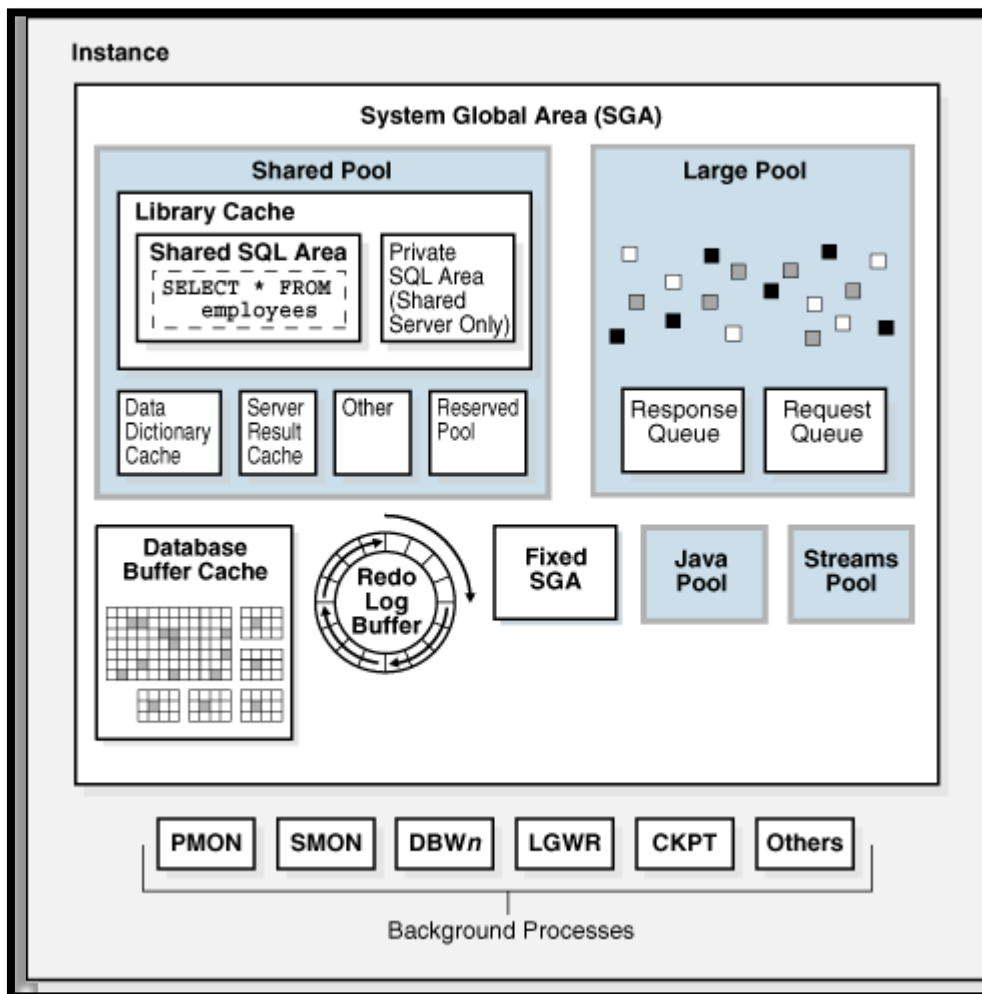 Instance
System Global Area (SGA)
Shared Pool
Library Cache
Shared SQL Area
SELECT * FROM
employees
Private
SQL Area
(Shared
Server Only)
Data
Dictionary
Cache
Server
Result
Cache
Other
Reserved
Pool
Large Pool
Response
Queue
Request
Queue
Database
Buffer Cache
Redo
Log
Buffer
Fixed
SGA
Java
Pool
Streams
Pool
PMON
SMON
DBWn
LGWR
CKPT
Others
Background Processes